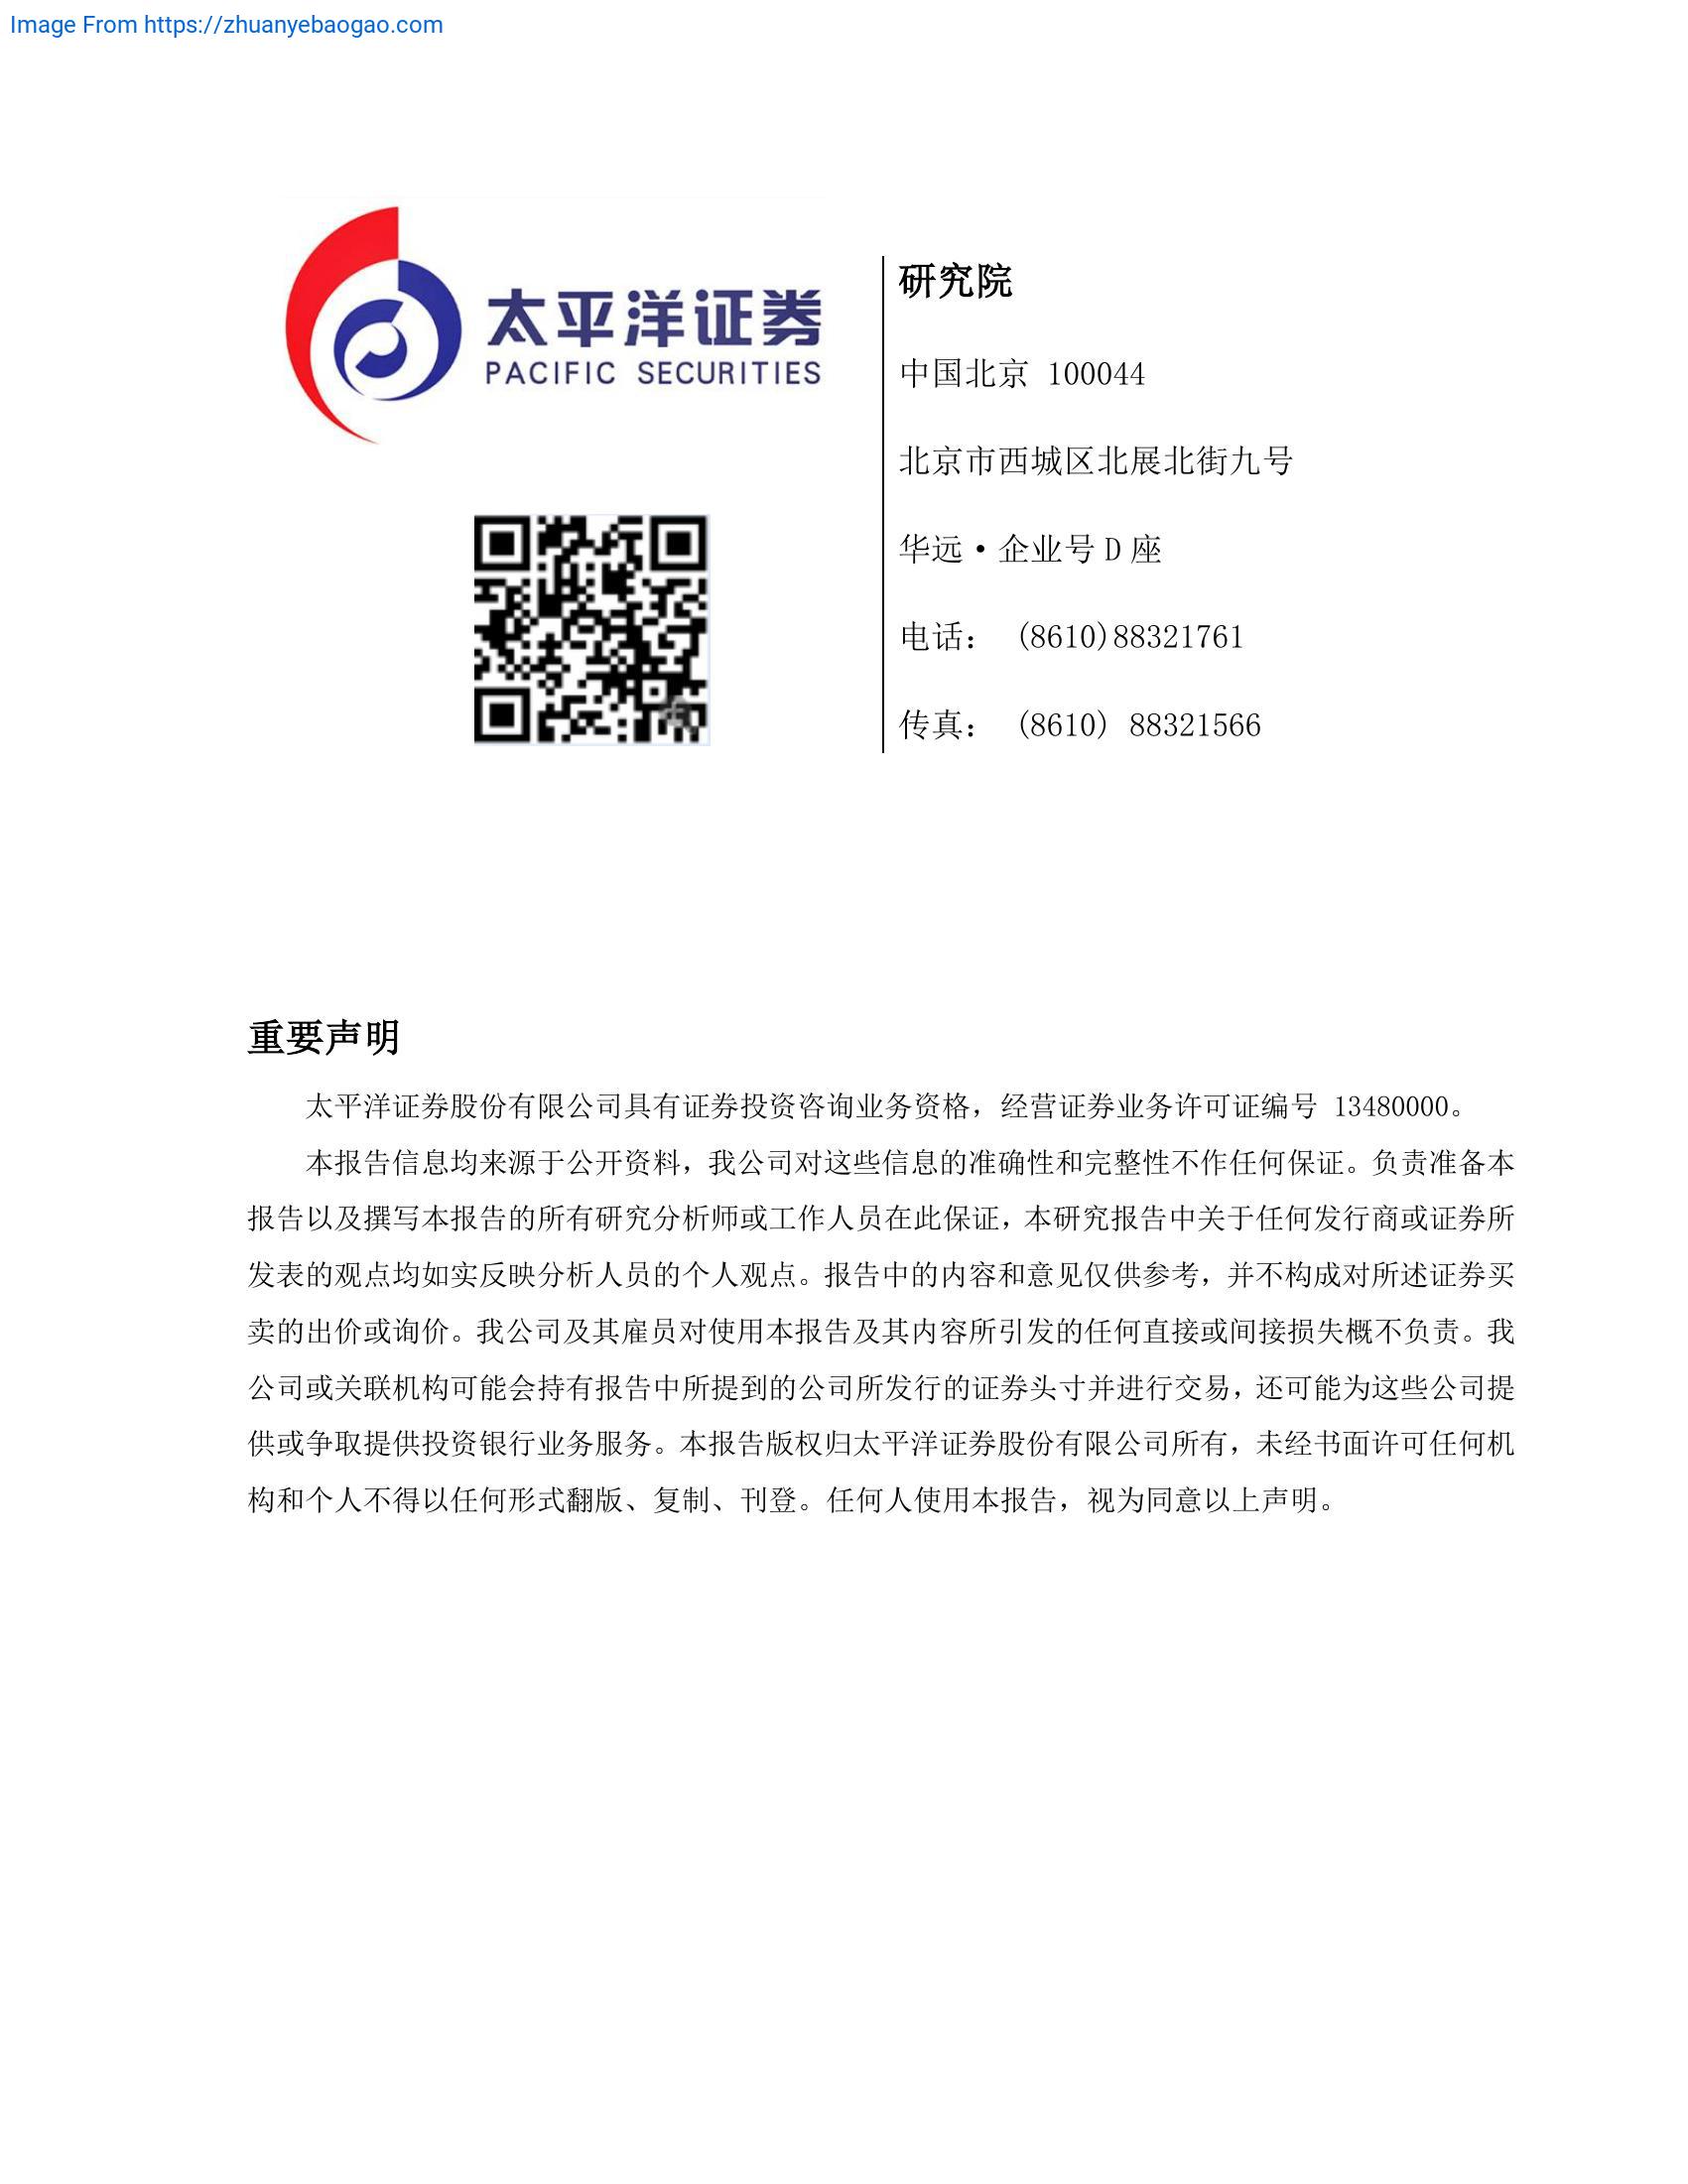 Image From https://zhuanyebaogao.com
太平洋证券
PACIFIC SECURITIES
研究院
中国北京 100044
北京市西城区北展北街九号
华远·企业号 D 座
电话： (8610)88321761
传真： (8610) 88321566
重要声明
太平洋证券股份有限公司具有证券投资咨询业务资格，经营证券业务许可证编号 13480000。
本报告信息均来源于公开资料，我公司对这些信息的准确性和完整性不作任何保证。负责准备本
报告以及撰写本报告的所有研究分析师或工作人员在此保证，本研究报告中关于任何发行商或证券所
发表的观点均如实反映分析人员的个人观点。报告中的内容和意见仅供参考，并不构成对所述证券买
卖的出价或询价。我公司及其雇员对使用本报告及其内容所引发的任何直接或间接损失概不负责。我
公司或关联机构可能会持有报告中所提到的公司所发行的证券头寸并进行交易，还可能为这些公司提
供或争取提供投资银行业务服务。本报告版权归太平洋证券股份有限公司所有，未经书面许可任何机
构和个人不得以任何形式翻版、复制、刊登。任何人使用本报告，视为同意以上声明。